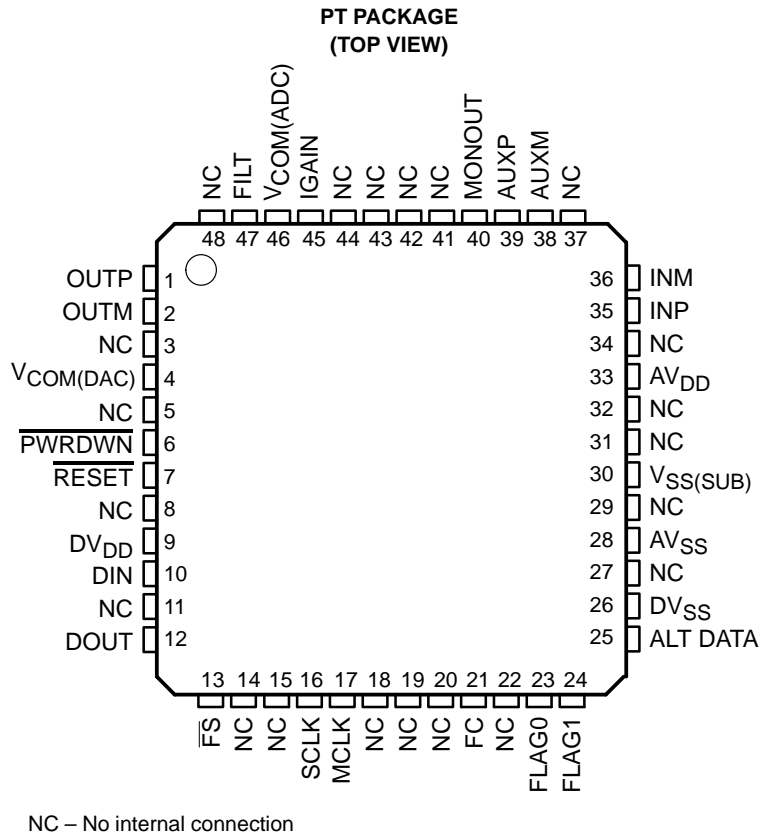 PT PACKAGE
(TOP VIEW)
NC
FILT
VCOM(ADC)
IGAIN
NC
NC
NC
NC
MONOUT
AUXP
AUXM
NC
48 47 46 45 44 43 42 41 40 39 38 37
OUTP 1
OUTM 2
NC 3
VCOM(DAC) 4
NC 5
PWRDWN 6
RESET 7
NC 8
DVDD 9
DIN 10
NC 11
DOUT 12
36 INM
35 INP
34 NC
33 AVDD
32 NC
31 NC
30 VSS(SUB)
29 NC
28 AVSS
27 NC
26 DVSS
25 ALT DATA
13 14 15 16 17 18 19 20 21 22 23 24
FS
NC
NC
SCLK
MCLK
NC
NC
NC
FC
NC
FLAG0
FLAG1
NC – No internal connection